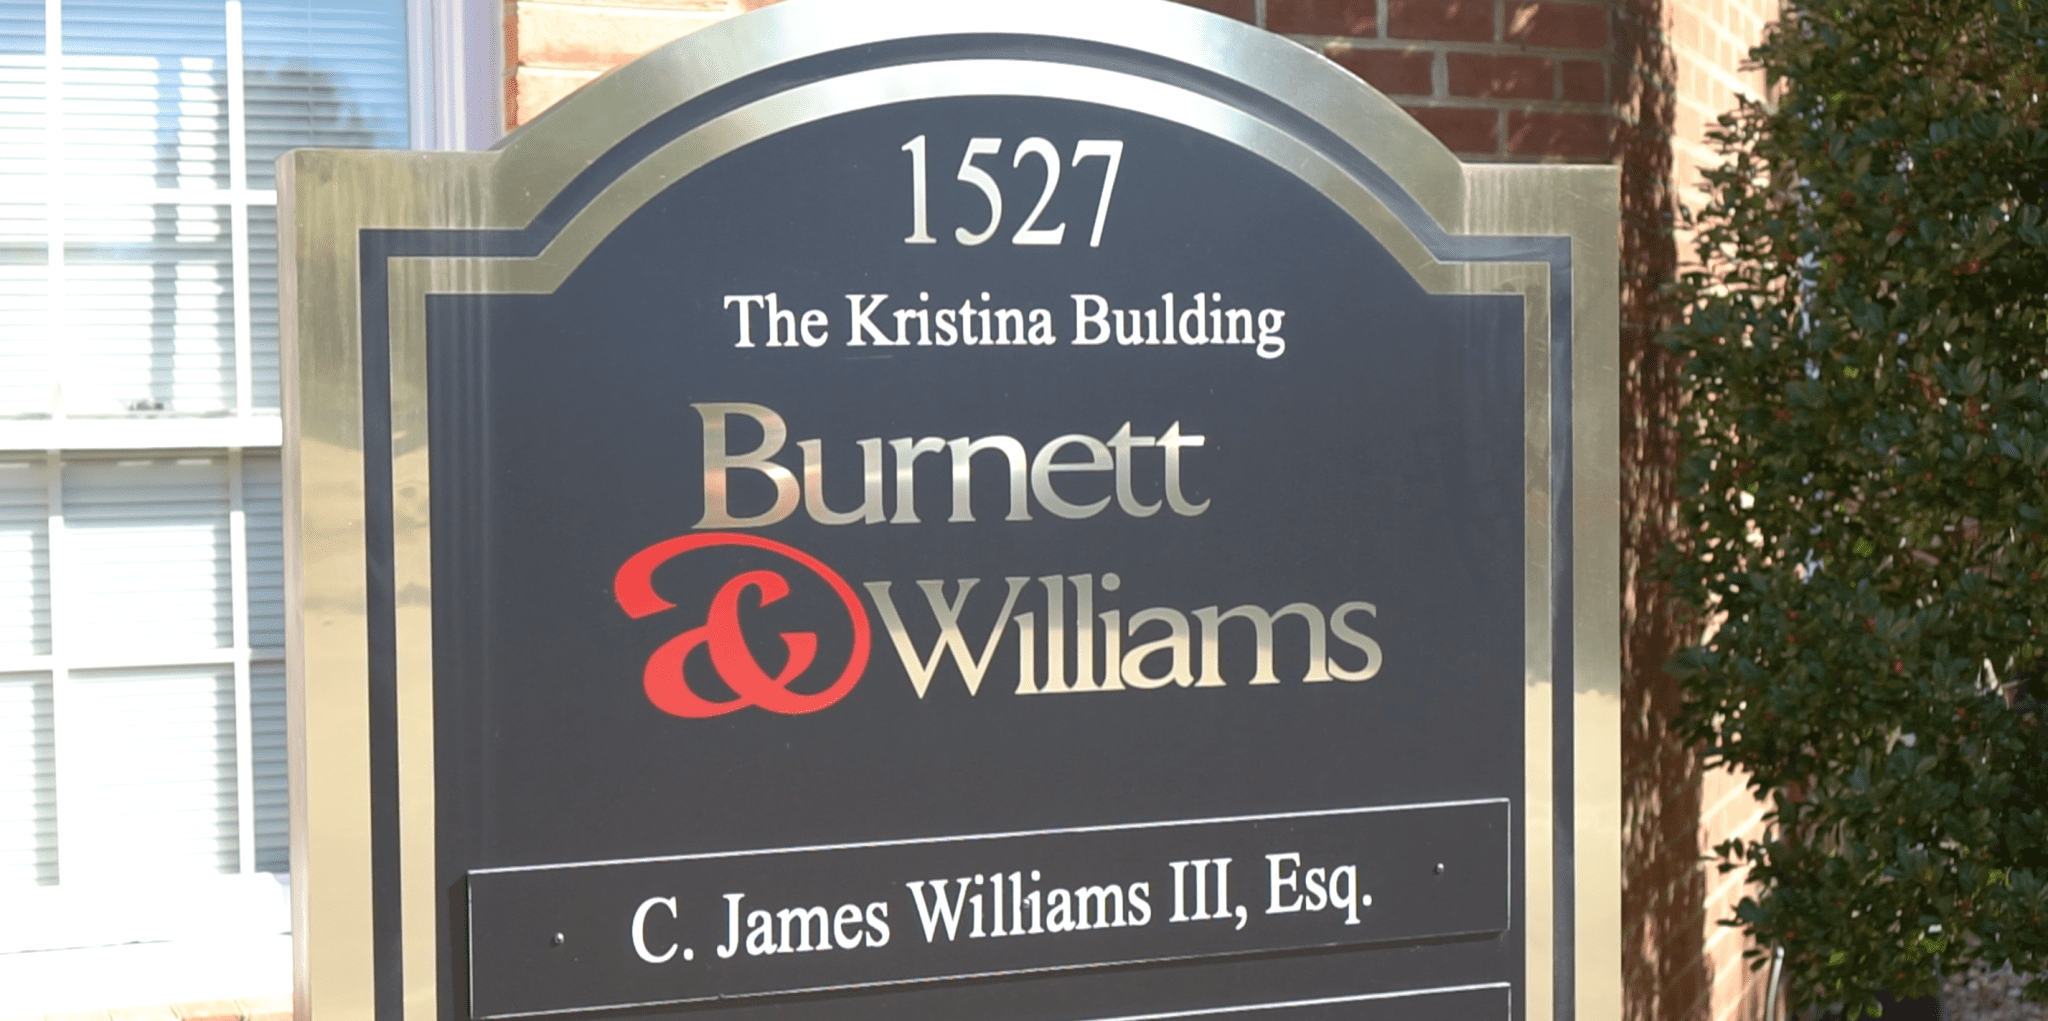 1527
The Kristina Building
Burnett
& Williams
C. James Williams III, Esq.